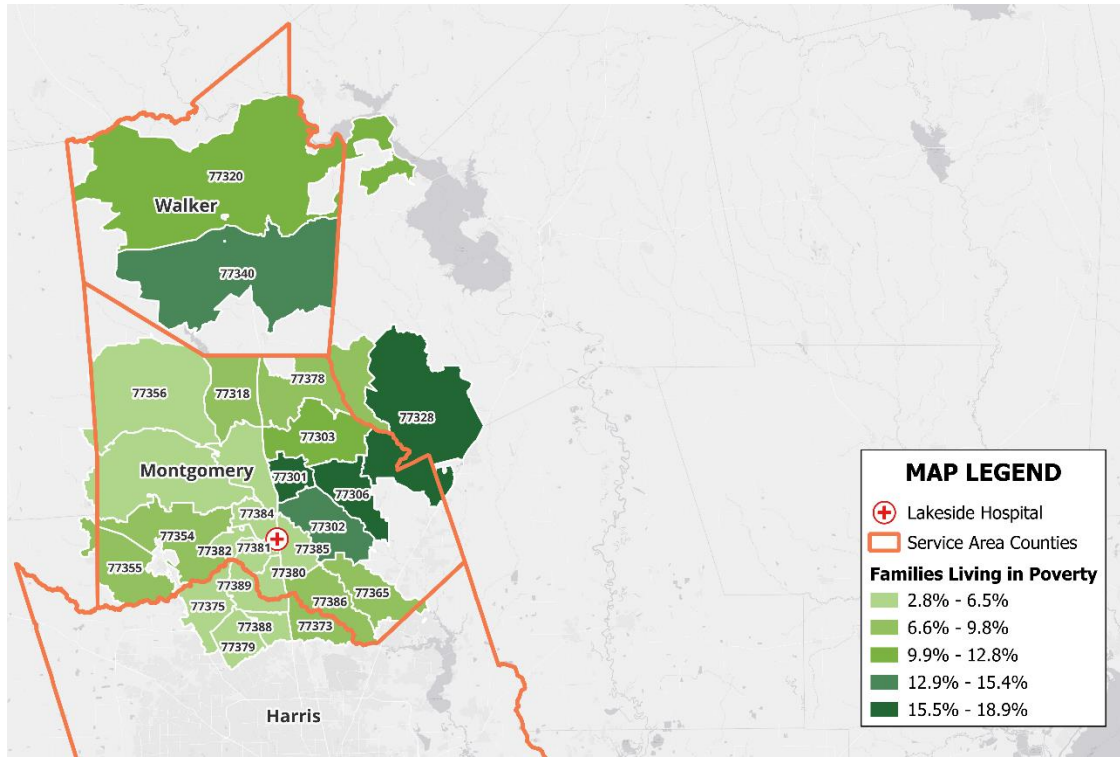 77320
Walker
77340
77356
77318
77378
77328
77303
Montgomery
77301
77306
77384
77302
77354
77382
77381
77385
77355
77380
77389
77365
77375
77386
77388
77373
77379
Harris
MAP LEGEND
Lakeside Hospital
Service Area Counties
Families Living in Poverty
2.8% - 6.5%
6.6% - 9.8%
9.9% - 12.8%
12.9% - 15.4%
15.5% - 18.9%